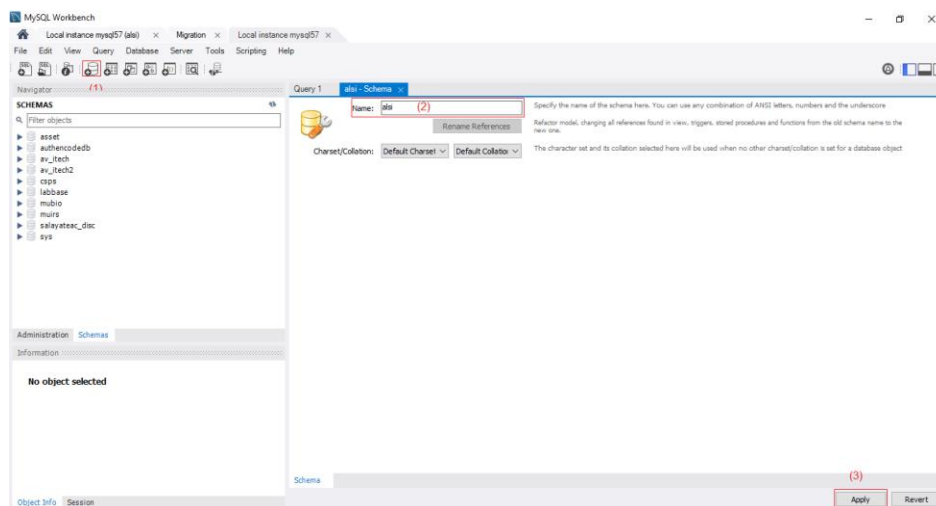 MySQL Workbench
Local instance mysql57 (alsi) × Migration × Local instance mysql57 ×
File Edit View Query Database Server Tools Scripting Help
(1)
Navigator
SCHEMAS
Filter objects
asset
authencodedb
av_itech
av_itech2
csps
labbase
mubio
muirs
salayateac_disc
sys
Administration Schemas
Information
No object selected
Object Info Session
Query 1 alsi - Schema ×
Name: alsi (2)
Specify the name of the schema here. You can use any combination of ANSI letters, numbers and the underscore
Rename References
Refactor model, changing all references found in view, triggers, stored procedures and functions from the old schema name to the
new one.
Charset/Collation: Default Charset Default Collatio
The character set and its collation selected here will be used when no other charset/collation is set for a database object
Schema
(3)
Apply Revert